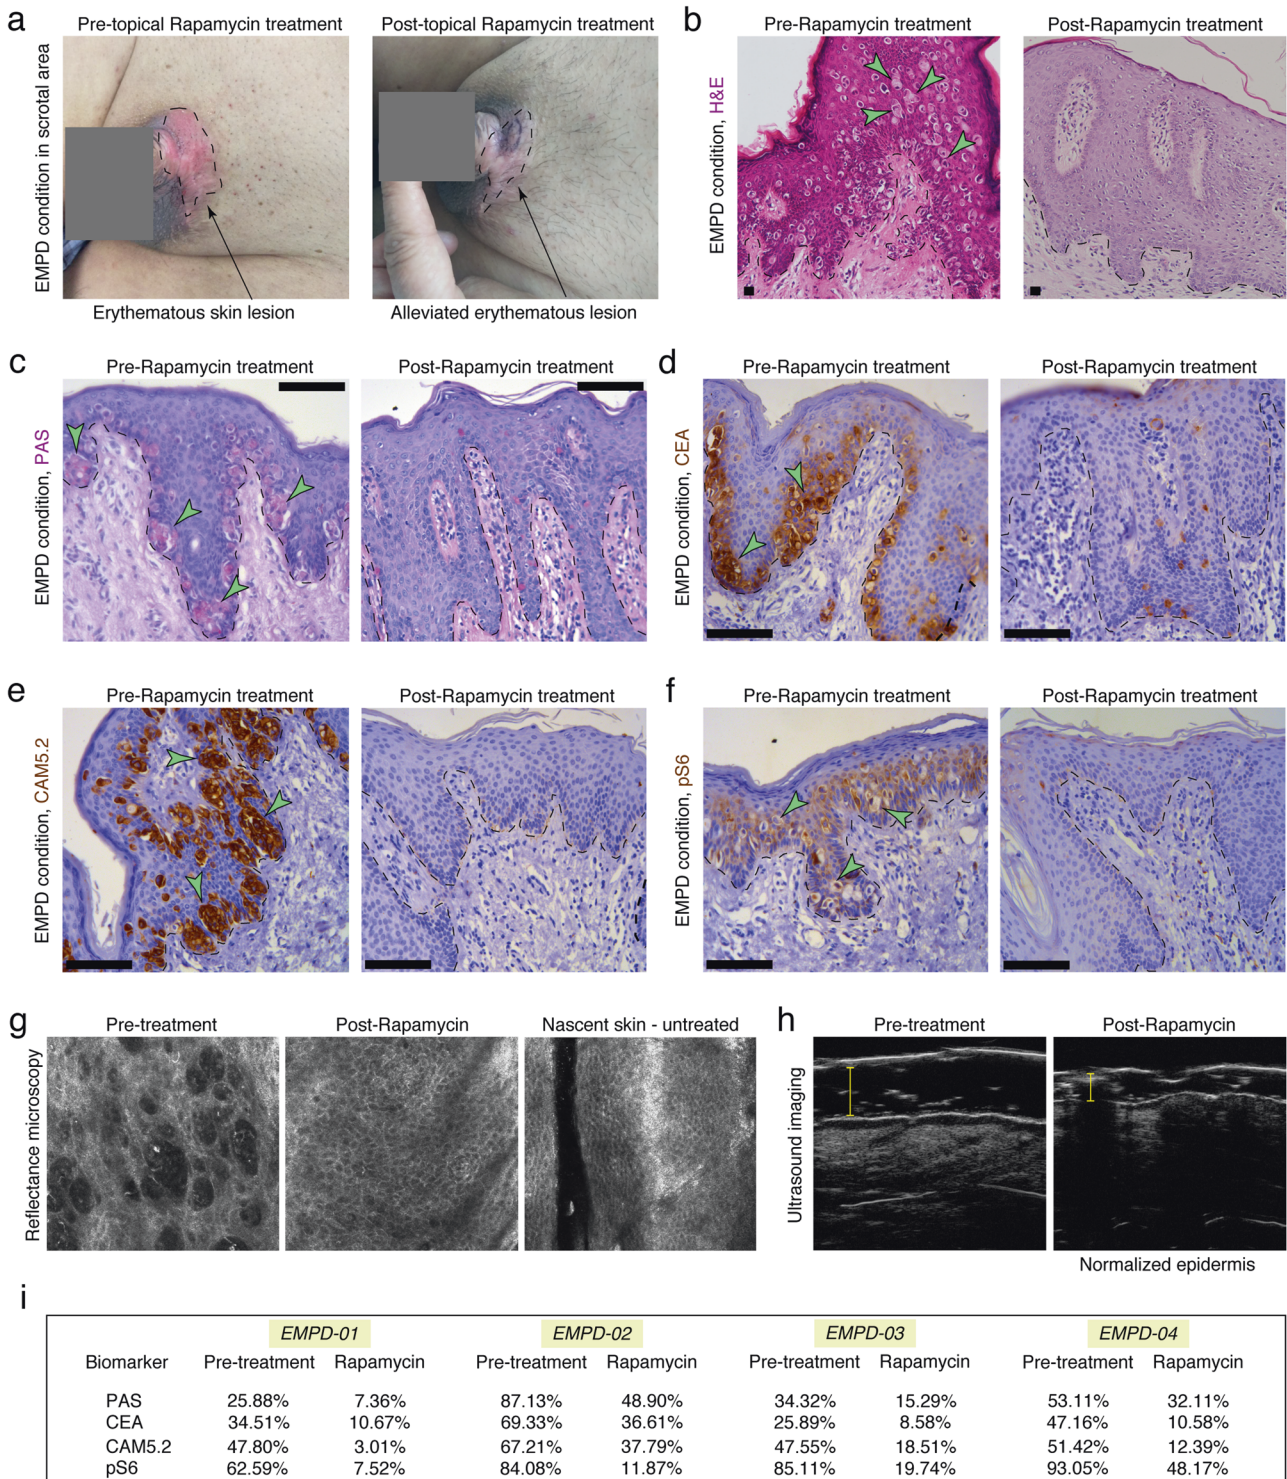 a
Pre-topical Rapamycin treatment
Post-topical Rapamycin treatment
EMPD condition in scrotal area
Erythematous skin lesion
Alleviated erythematous lesion
b
Pre-Rapamycin treatment
Post-Rapamycin treatment
EMPD condition, H&E
c
Pre-Rapamycin treatment
Post-Rapamycin treatment
EMPD condition, PAS
d
Pre-Rapamycin treatment
Post-Rapamycin treatment
EMPD condition, CEA
e
Pre-Rapamycin treatment
Post-Rapamycin treatment
EMPD condition, CAM5.2
f
Pre-Rapamycin treatment
Post-Rapamycin treatment
EMPD condition, pS6
g
Pre-treatment
Post-Rapamycin
Nascent skin - untreated
Reflectance microscopy
h
Pre-treatment
Post-Rapamycin
Ultrasound imaging
Normalized epidermis
i
EMPD-01 EMPD-02 EMPD-03 EMPD-04
Biomarker Pre-treatment Rapamycin Pre-treatment Rapamycin Pre-treatment Rapamycin Pre-treatment Rapamycin
PAS 25.88% 7.36% 87.13% 48.90% 34.32% 15.29% 53.11% 32.11%
CEA 34.51% 10.67% 69.33% 36.61% 25.89% 8.58% 47.16% 10.58%
CAM5.2 47.80% 3.01% 67.21% 37.79% 47.55% 18.51% 51.42% 12.39%
pS6 62.59% 7.52% 84.08% 11.87% 85.11% 19.74% 93.05% 48.17%